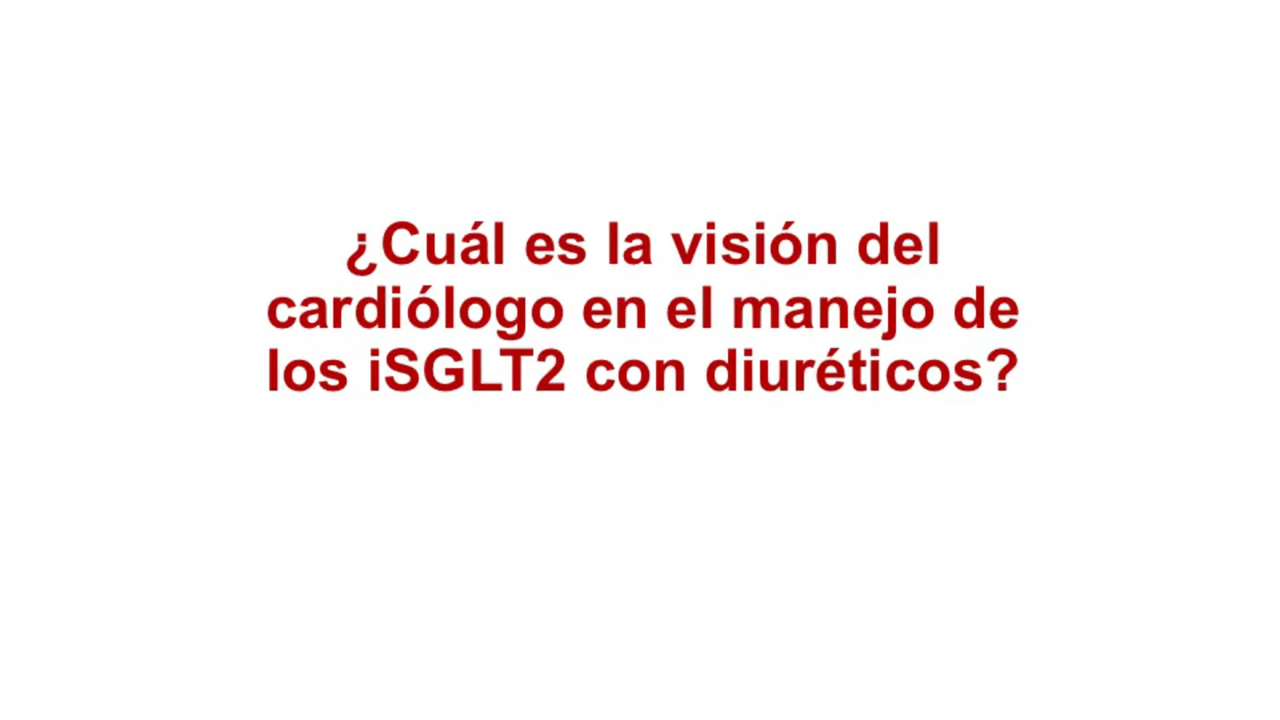 ¿Cuál es la visión del
cardiólogo en el manejo de
los iSGLT2 con diuréticos?